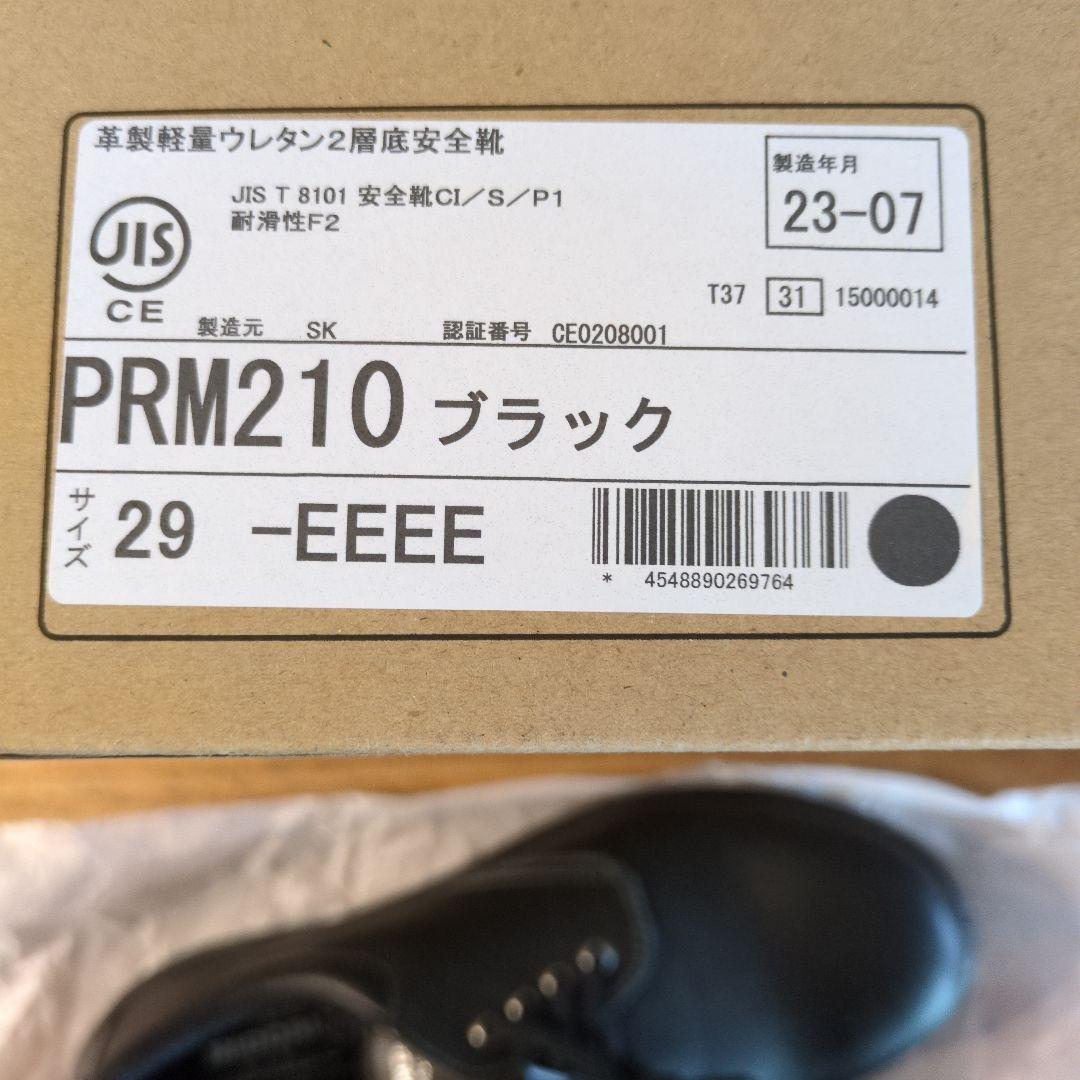 革製軽量ウレタン2層底安全靴
JIS T 8101 安全靴CI／S／P1
耐滑性F2
製造年月
23-07
JIS
CE
T37 31 15000014
製造元 SK 認証番号 CE0208001
PRM210 ブラック
サイズ 29 -EEEE
* 4548890269764